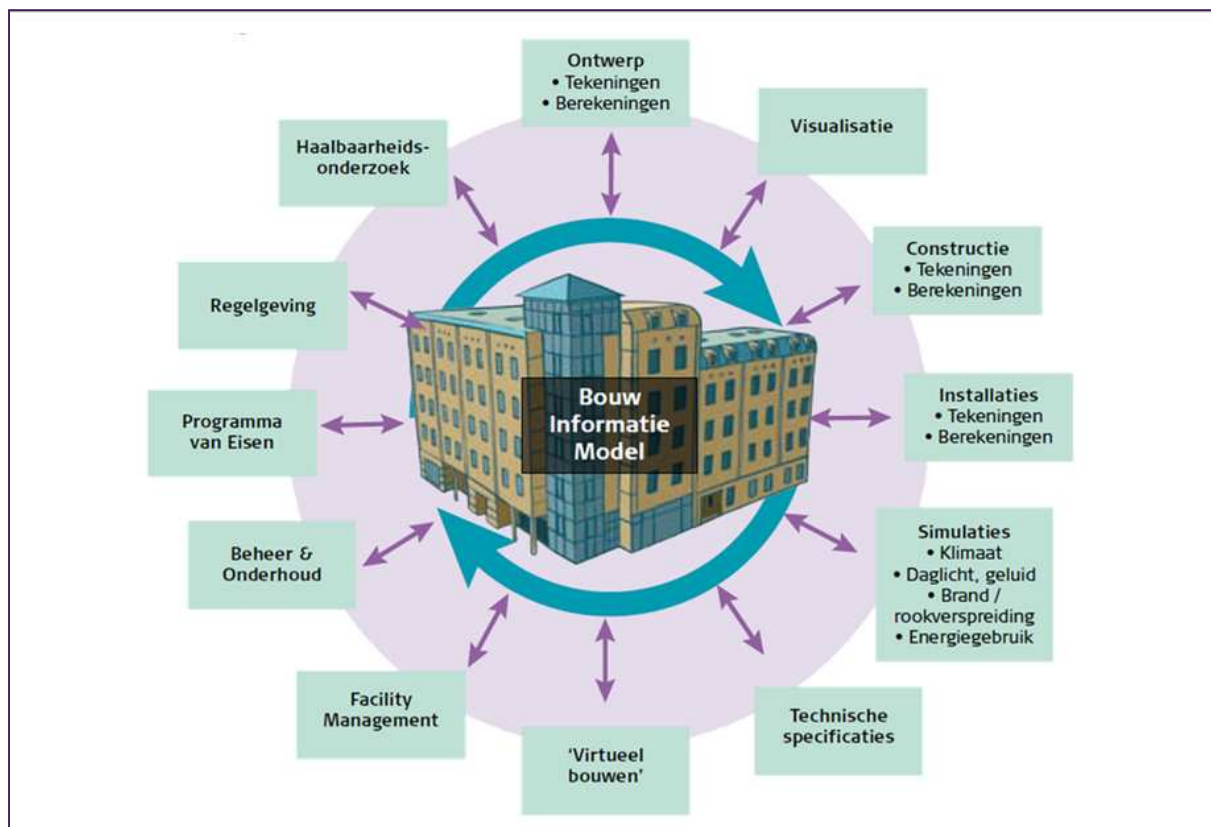 Ontwerp
• Tekeningen
• Berekeningen
Visualisatie
Constructie
• Tekeningen
• Berekeningen
Installaties
• Tekeningen
• Berekeningen
Simulaties
• Klimaat
• Daglicht, geluid
• Brand /
rookverspreiding
• Energiegebruik
Technische
specificaties
‘Virtueel
bouwen’
Facility
Management
Beheer &
Onderhoud
Programma
van Eisen
Regelgeving
Haalbaarheids-
onderzoek
Bouw
Informatie
Model